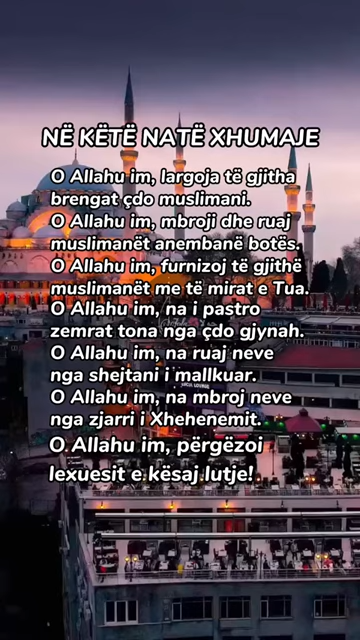 NË KËTË NATË XHUMAJE
O Allahu im, largoja të gjitha
brengat çdo muslimani.
O Allahu im, mbroji dhe ruaj
muslimanët anembanë botës.
O Allahu im, furnizoj të gjithë
muslimanët me të mirat e Tua.
O Allahu im, na i pastro
zemrat tona nga çdo gjynah.
O Allahu im, na ruaj neve
nga shejtani i mallkuar.
O Allahu im, na mbroj neve
nga zjarri i Xhehenemit.
O Allahu im, përgëzoi
lexuesit e kësaj lutje!